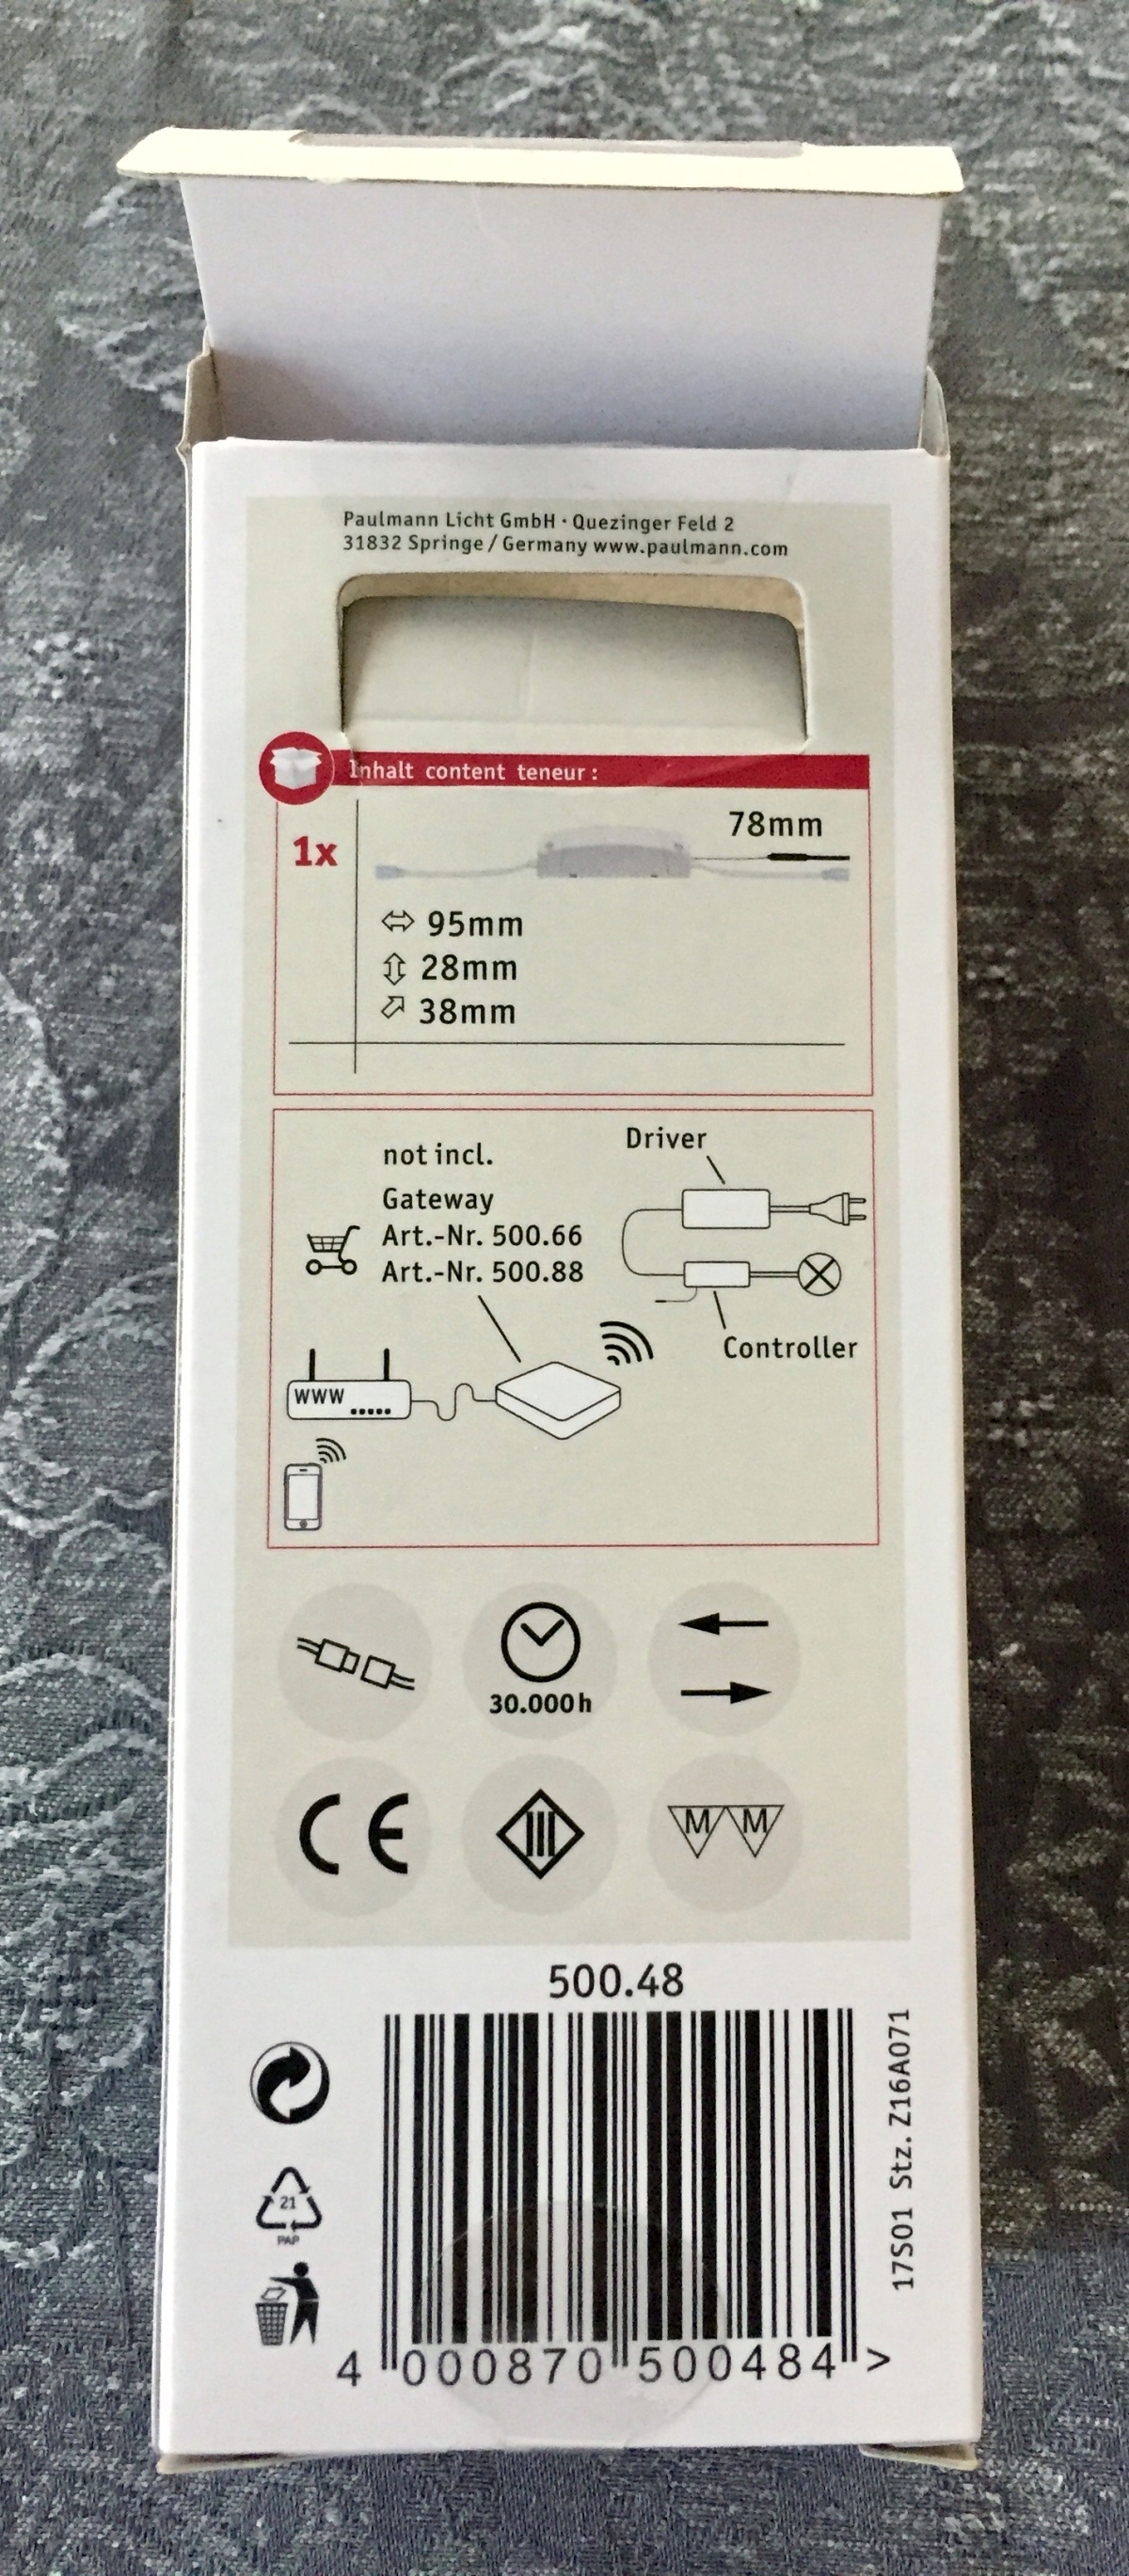 Paulmann Licht GmbH · Quezinger Feld 2
31832 Springe / Germany www.paulmann.com
Inhalt content teneur :
1x
78mm
95mm
28mm
38mm
not incl.
Gateway
Art.-Nr. 500.66
Art.-Nr. 500.88
Driver
Controller
WWW
30.000h
CE
III
M M
500.48
21
PAP
17S01 Stz. Z16A071
4 000870 500484 >